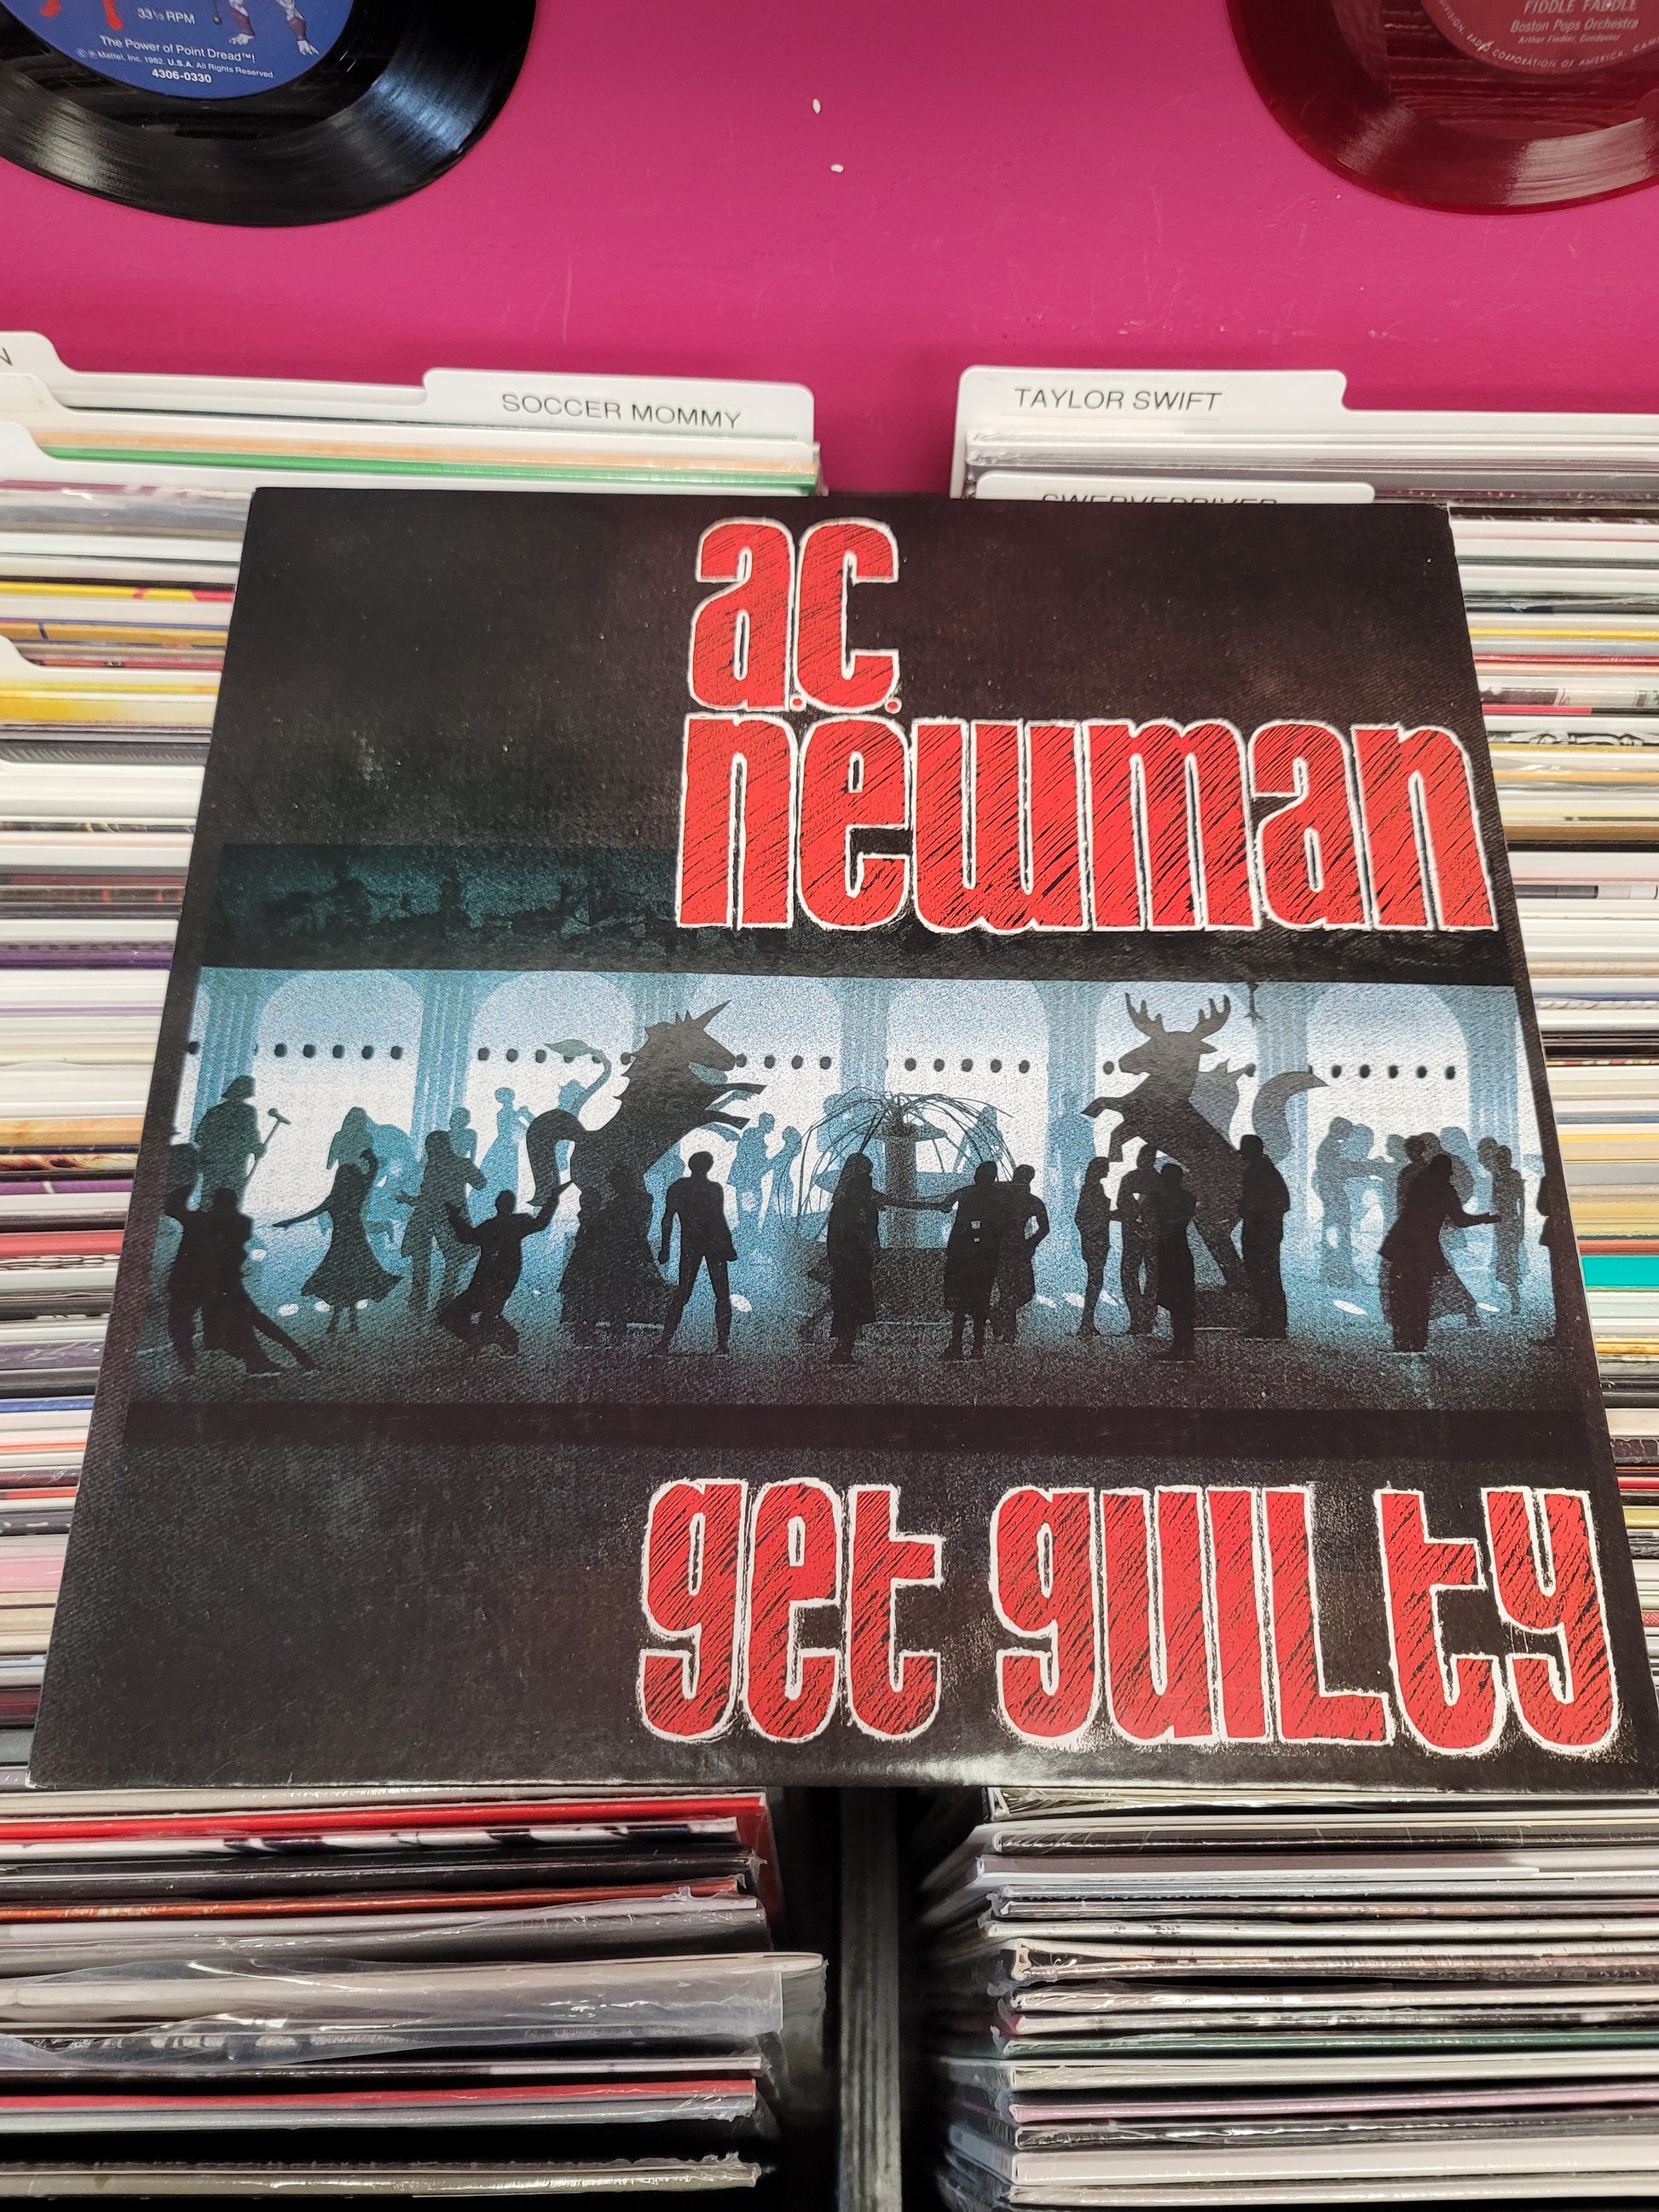 33⅓ RPM
The Power of Point Dread™!
©℗ Mattel, Inc. 1982. U.S.A. All Rights Reserved.
4306-0330
FIDDLE FADDLE
Boston Pops Orchestra
Arthur Fiedler, Conductor
CORPORATION OF AMERICA,
N
SOCCER MOMMY
TAYLOR SWIFT
SWERVEDRIVER
a.c.
newman
get guilty